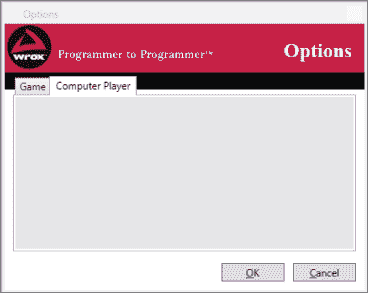 Options
wrox
Programmer to Programmer™
Options
Game
Computer Player
OK
Cancel